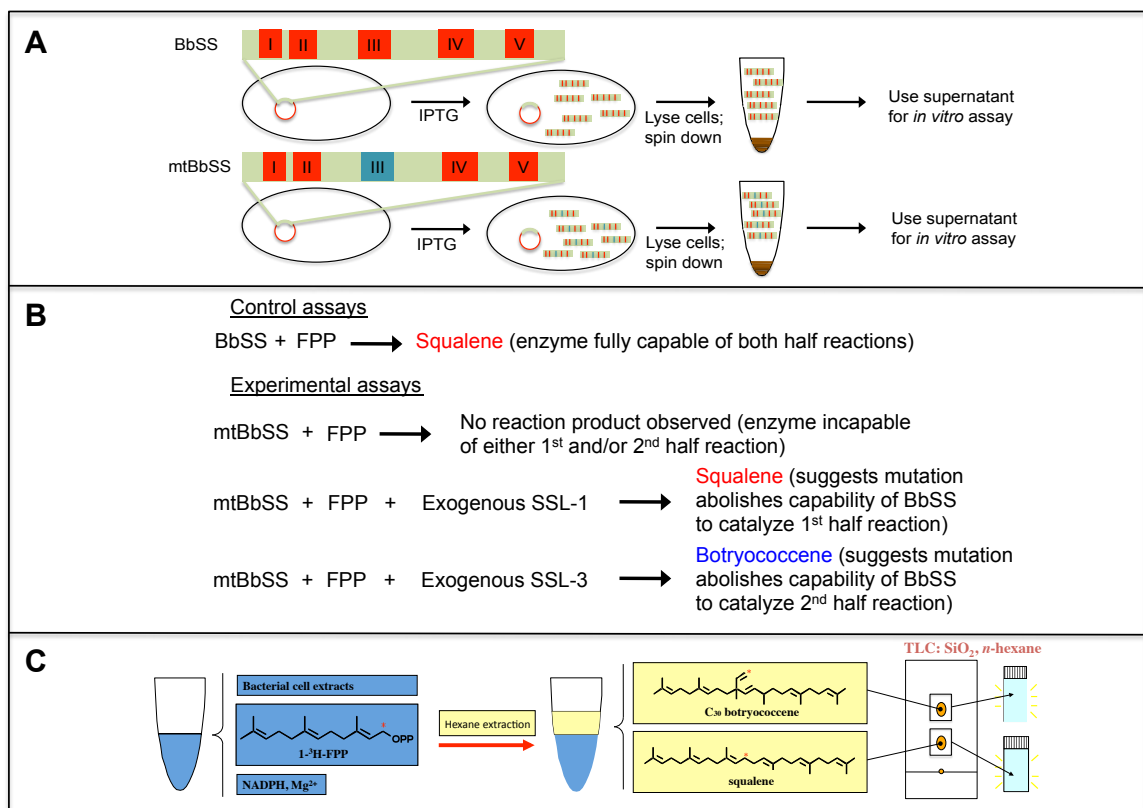 A
BbSS
I II III IV V
IPTG
Lyse cells;
spin down
Use supernatant
for in vitro assay
mtBbSS
I II III IV V
IPTG
Lyse cells;
spin down
Use supernatant
for in vitro assay
B
Control assays
BbSS + FPP Squalene (enzyme fully capable of both half reactions)
Experimental assays
mtBbSS + FPP No reaction product observed (enzyme incapable
of either 1st and/or 2nd half reaction)
mtBbSS + FPP + Exogenous SSL-1 Squalene (suggests mutation
abolishes capability of BbSS
to catalyze 1st half reaction)
mtBbSS + FPP + Exogenous SSL-3 Botryococcene (suggests mutation
abolishes capability of BbSS
to catalyze 2nd half reaction)
C
Bacterial cell extracts
*
OPP
1-³H-FPP
NADPH, Mg²⁺
Hexane extraction
*
C₃₀ botryococcene
*
squalene
TLC: SiO₂, n-hexane